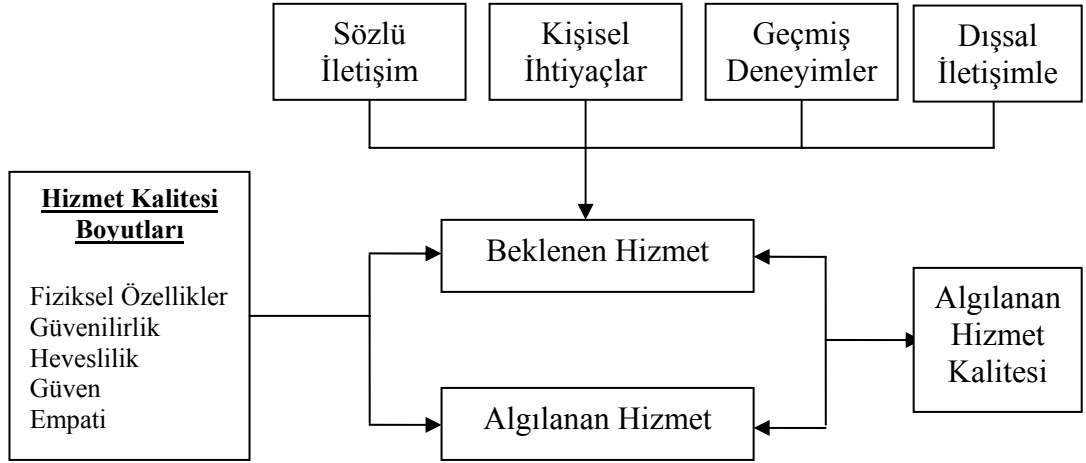 Sözlü
İletişim
Kişisel
İhtiyaçlar
Geçmiş
Deneyimler
Dışsal
İletişimle
Hizmet Kalitesi
Boyutları
Fiziksel Özellikler
Güvenilirlik
Heveslilik
Güven
Empati
Beklenen Hizmet
Algılanan Hizmet
Algılanan
Hizmet
Kalitesi